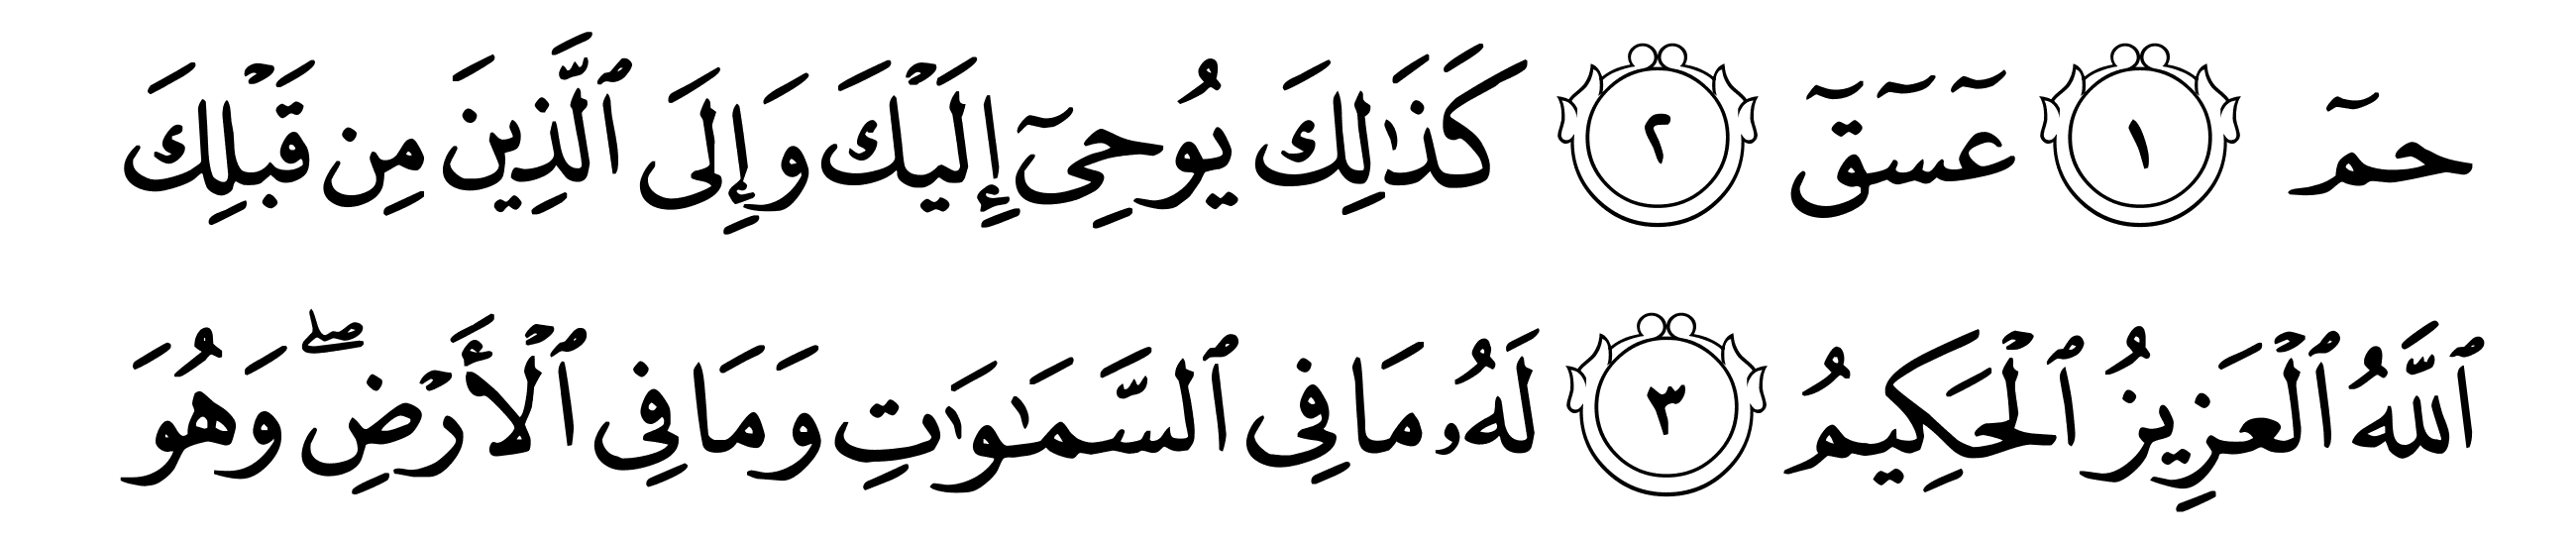 حمٓ ١ عٓسٓقٓ ٢ كَذَٰلِكَ يُوحِىٓ إِلَيْكَ وَإِلَى ٱلَّذِينَ مِن قَبْلِكَ
ٱللَّهُ ٱلْعَزِيزُ ٱلْحَكِيمُ ٣ لَهُۥ مَا فِى ٱلسَّمَـٰوَٰتِ وَمَا فِى ٱلْأَرْضِ ۖ وَهُوَ